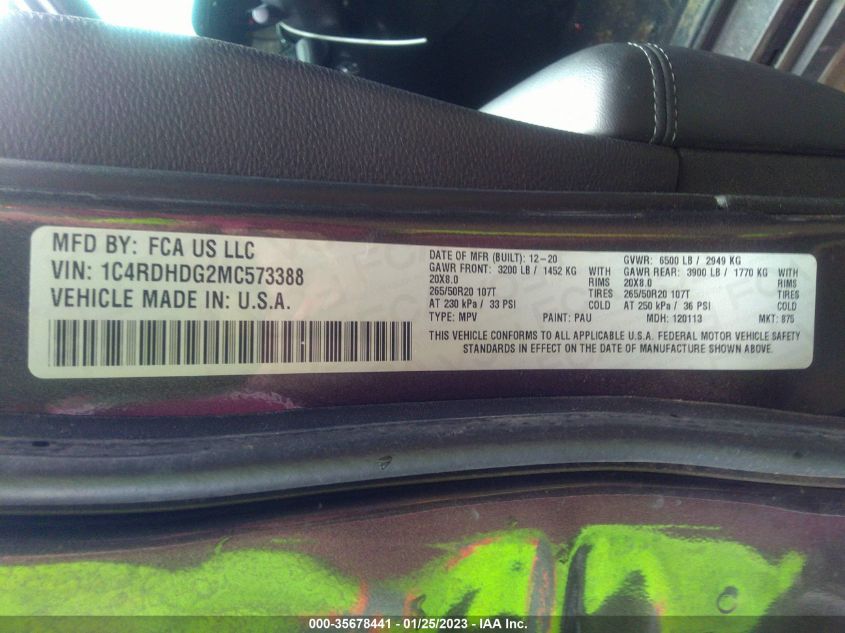 MFD BY: FCA US LLC
VIN: 1C4RDHDG2MC573388
VEHICLE MADE IN: U.S.A.
DATE OF MFR (BUILT): 12-20 GVWR: 6500 LB / 2949 KG
GAWR FRONT: 3200 LB / 1452 KG GAWR REAR: 3900 LB / 1770 KG
20X8.0 RIMS 20X8.0 RIMS
265/50R20 107T TIRES 265/50R20 107T TIRES
AT 230 kPa / 33 PSI COLD AT 250 kPa / 36 PSI COLD
TYPE: MPV PAINT: PAU MDH: 120113 MKT: 875
THIS VEHICLE CONFORMS TO ALL APPLICABLE U.S.A. FEDERAL MOTOR VEHICLE SAFETY
STANDARDS IN EFFECT ON THE DATE OF MANUFACTURE SHOWN ABOVE.
000-35678441 - 01/25/2023 - IAA Inc.